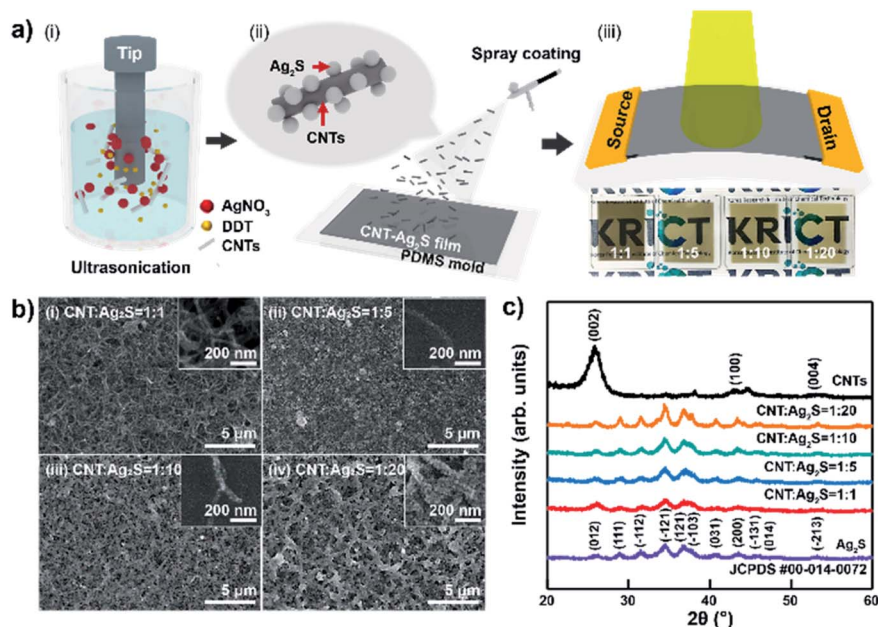 a) (i)
Tip
AgNO₃
DDT
CNTs
Ultrasonication
(ii)
Ag₂S
CNTs
Spray coating
CNT-Ag₂S film
PDMS mold
(iii)
Source
Drain
KRICT KRICT
1:1 1:5 1:10 1:20
b) (i) CNT:Ag₂S=1:1
200 nm
5 μm
(ii) CNT:Ag₂S=1:5
200 nm
5 μm
(iii) CNT:Ag₂S=1:10
200 nm
5 μm
(iv) CNT:Ag₂S=1:20
200 nm
5 μm
c)
Intensity (arb. units)
(002)
(100)
(004)
CNTs
CNT:Ag₂S=1:20
CNT:Ag₂S=1:10
CNT:Ag₂S=1:5
CNT:Ag₂S=1:1
(012) (111) (-112) (-121) (121) (-103) (031) (200) (-131) (014) (-213)
Ag₂S
JCPDS #00-014-0072
20 30 40 50 60
2θ (°)